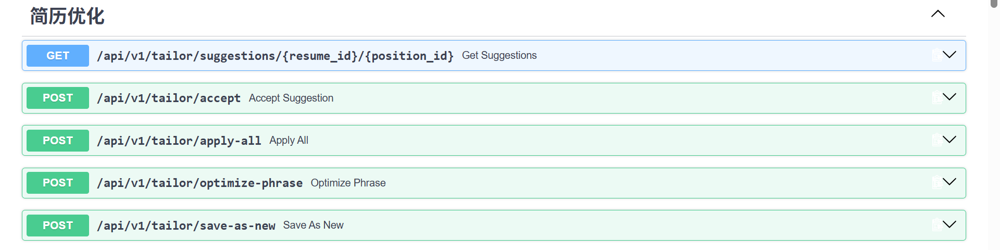 简历优化
GET /api/v1/tailor/suggestions/{resume_id}/{position_id} Get Suggestions
POST /api/v1/tailor/accept Accept Suggestion
POST /api/v1/tailor/apply-all Apply All
POST /api/v1/tailor/optimize-phrase Optimize Phrase
POST /api/v1/tailor/save-as-new Save As New